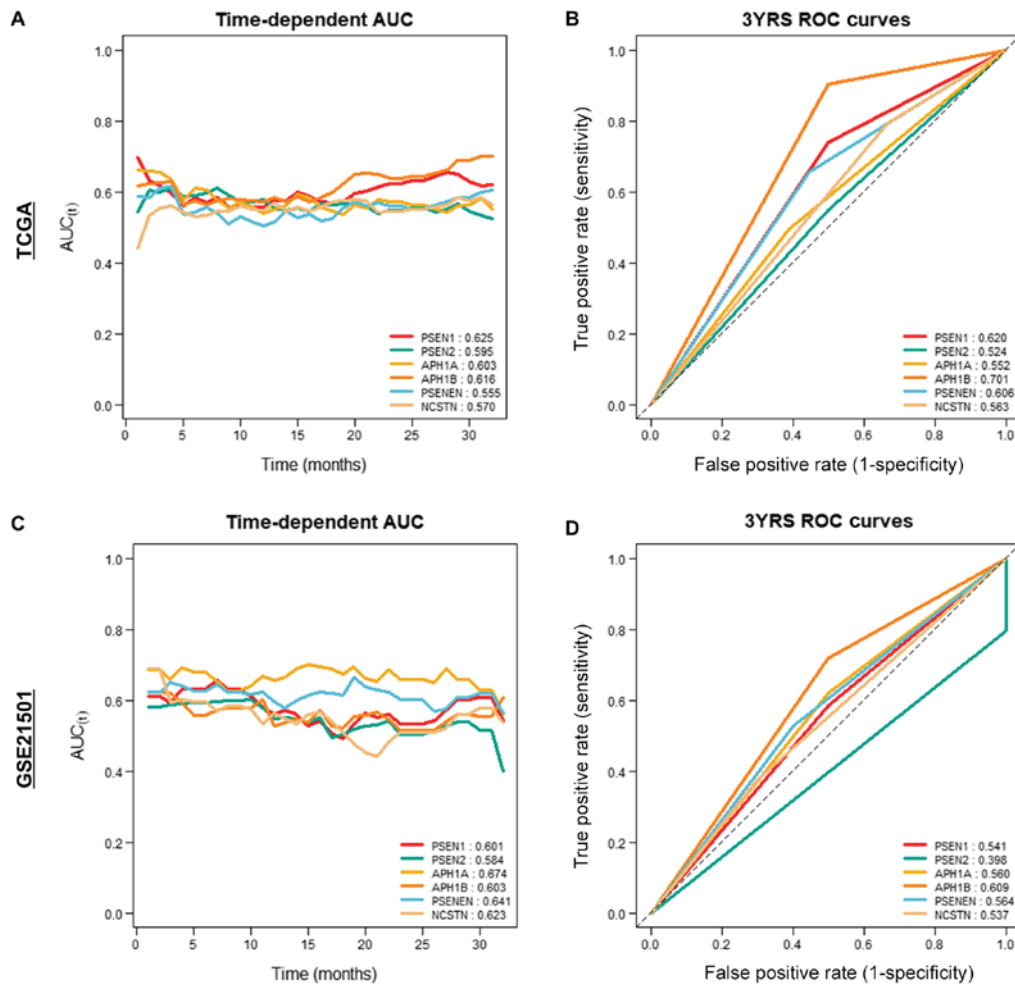 A
Time-dependent AUC
TCGA
AUC(t)
1.0
0.8
0.6
0.4
0.2
0.0
PSEN1 : 0.625
PSEN2 : 0.595
APH1A : 0.603
APH1B : 0.616
PSENEN : 0.555
NCSTN : 0.570
0 5 10 15 20 25 30
Time (months)
B
3YRS ROC curves
True positive rate (sensitivity)
1.0
0.8
0.6
0.4
0.2
0.0
PSEN1 : 0.620
PSEN2 : 0.524
APH1A : 0.552
APH1B : 0.701
PSENEN : 0.606
NCSTN : 0.563
0.0 0.2 0.4 0.6 0.8 1.0
False positive rate (1-specificity)
C
Time-dependent AUC
GSE21501
AUC(t)
1.0
0.8
0.6
0.4
0.2
0.0
PSEN1 : 0.601
PSEN2 : 0.584
APH1A : 0.674
APH1B : 0.603
PSENEN : 0.641
NCSTN : 0.623
0 5 10 15 20 25 30
Time (months)
D
3YRS ROC curves
True positive rate (sensitivity)
1.0
0.8
0.6
0.4
0.2
0.0
PSEN1 : 0.541
PSEN2 : 0.398
APH1A : 0.560
APH1B : 0.609
PSENEN : 0.564
NCSTN : 0.537
0.0 0.2 0.4 0.6 0.8 1.0
False positive rate (1-specificity)